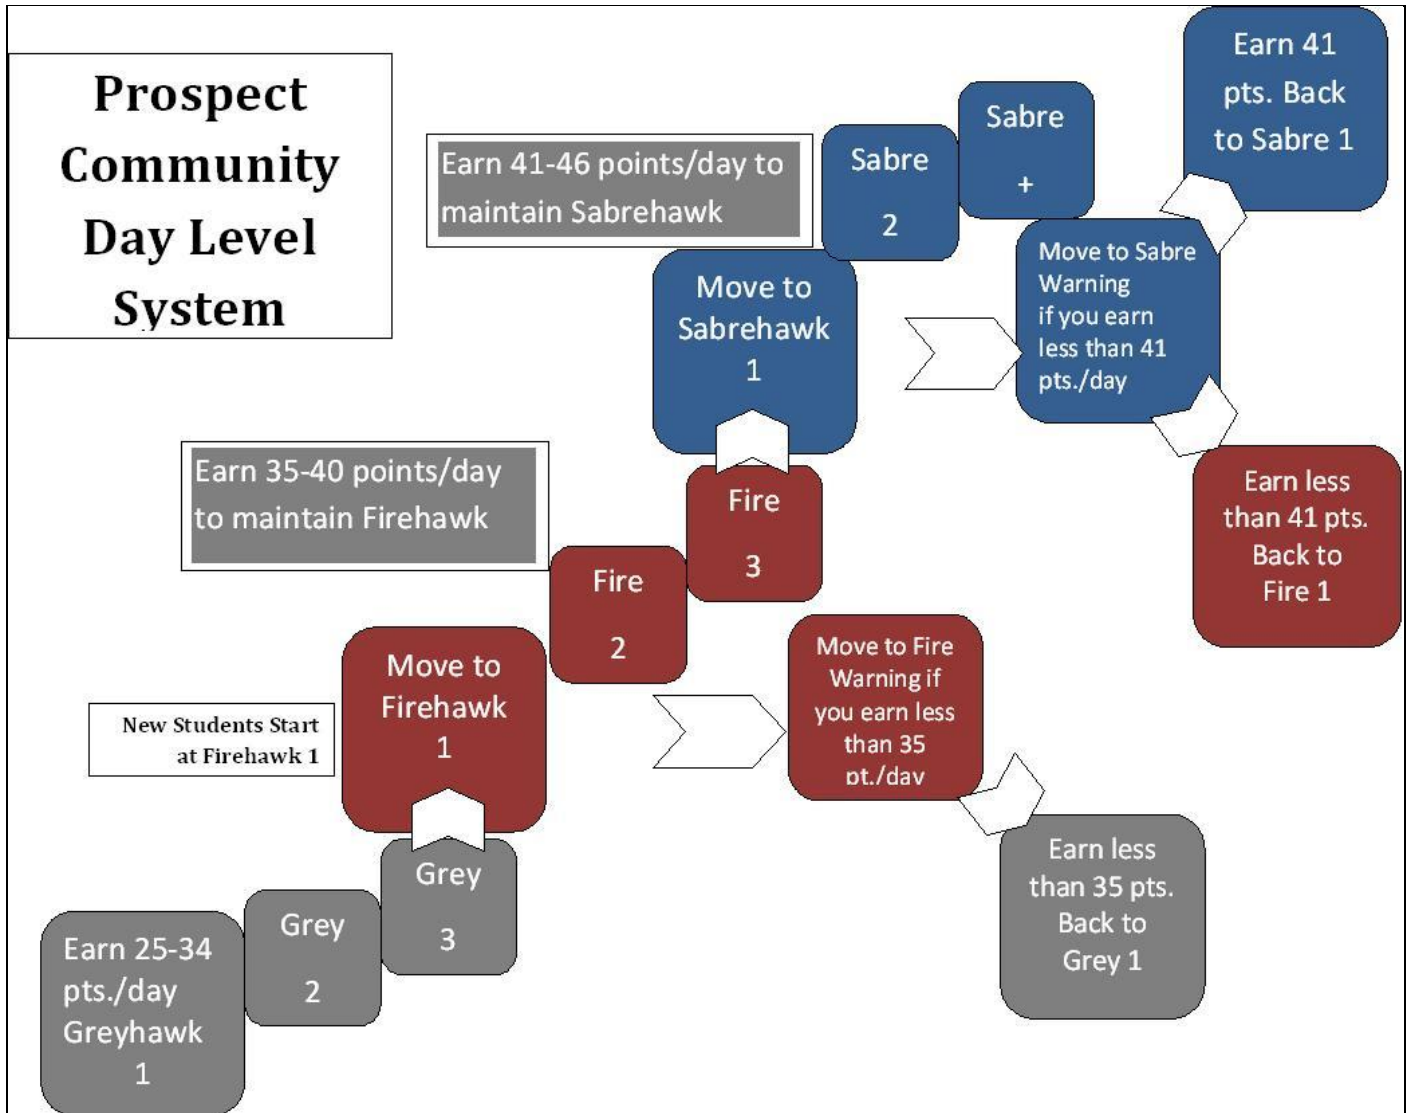 Prospect
Community
Day Level
System
Earn 41
pts. Back
to Sabre 1
Sabre
+
Sabre
2
Earn 41-46 points/day to
maintain Sabrehawk
Move to Sabre
Warning
if you earn
less than 41
pts./day
Move to
Sabrehawk
1
Earn 35-40 points/day
to maintain Firehawk
Fire
3
Earn less
than 41 pts.
Back to
Fire 1
Fire
2
Move to Fire
Warning if
you earn less
than 35
pt./day
Move to
Firehawk
1
New Students Start
at Firehawk 1
Earn less
than 35 pts.
Back to
Grey 1
Grey
3
Grey
2
Earn 25-34
pts./day
Greyhawk
1